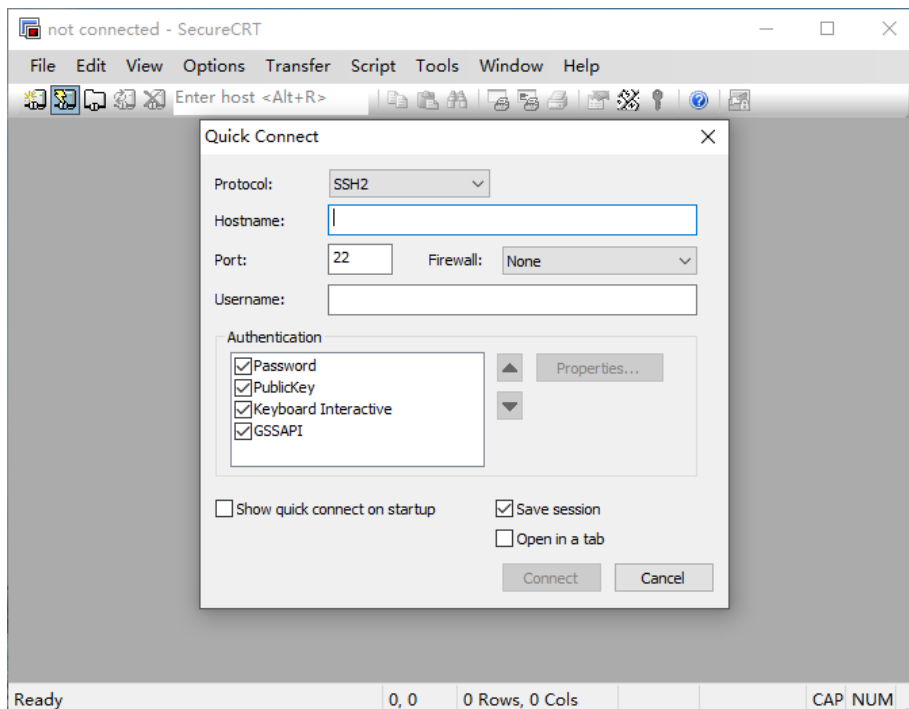 not connected - SecureCRT
File Edit View Options Transfer Script Tools Window Help
Enter host <Alt+R>
Quick Connect
Protocol: SSH2
Hostname:
Port: 22 Firewall: None
Username:
Authentication
Password
PublicKey
Keyboard Interactive
GSSAPI
Properties...
Show quick connect on startup
Save session
Open in a tab
Connect Cancel
Ready 0, 0 0 Rows, 0 Cols CAP NUM